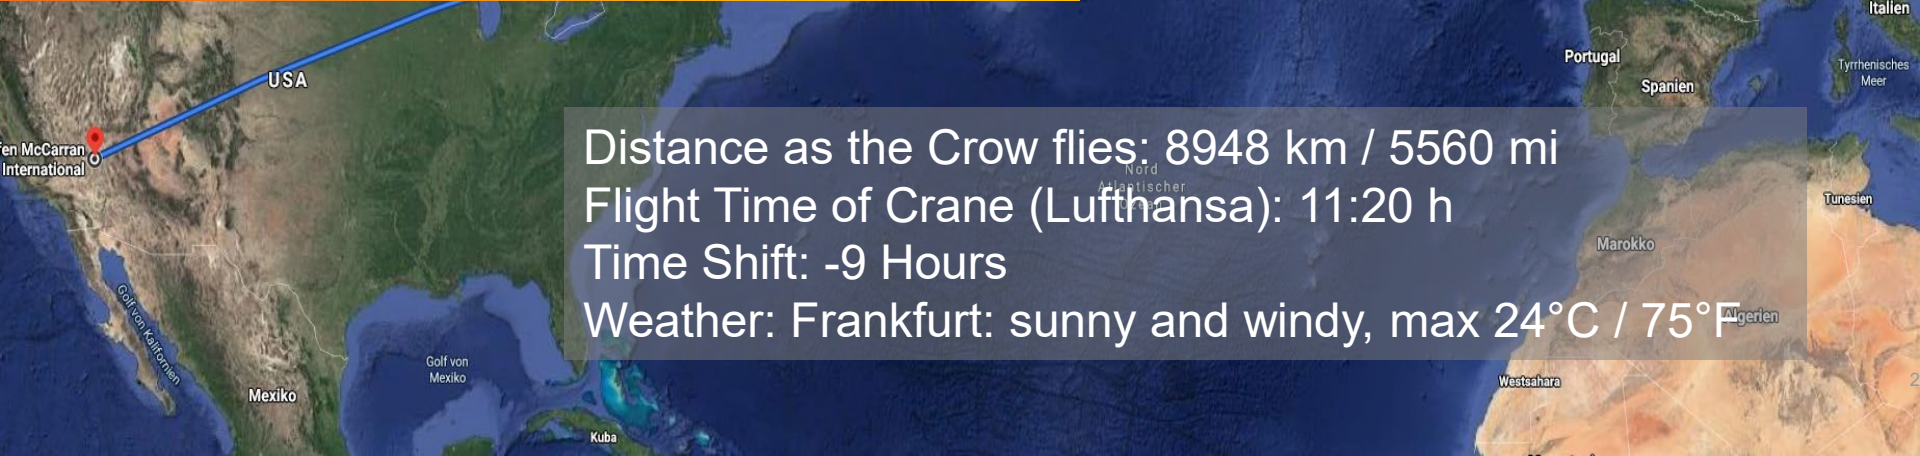 Italien
Portugal
Tyrrhenisches
Meer
USA
Spanien
Distance as the Crow flies: 8948 km / 5560 mi
fen McCarran
International
Nord
Atlantischer
Flight Time of Crane (Lufthansa): 11:20 h
Tunesien
Marokko
Time Shift: -9 Hours
Golf von Kalifornien
Weather: Frankfurt: sunny and windy, max 24°C / 75°F
Algerien
Golf von
Mexiko
Westsahara
2
Mexiko
Kuba